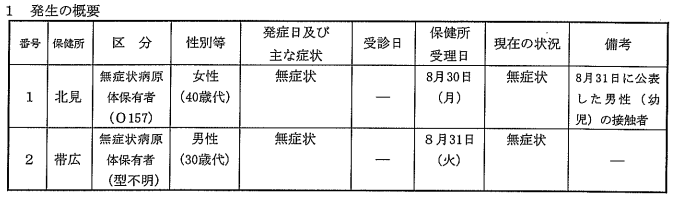 1　発生の概要
番号 保健所 区　分 性別等 発症日及び 主な症状 受診日 保健所 受理日 現在の状況 備考
1 北見 無症状病原 体保有者 (O157) 女性 (40歳代) 無症状 ― 8月30日 (月) 無症状 8月31日に公表 した男性（幼 児）の接触者
2 帯広 無症状病原 体保有者 (型不明) 男性 (30歳代) 無症状 ― 8月31日 (火) 無症状 ―